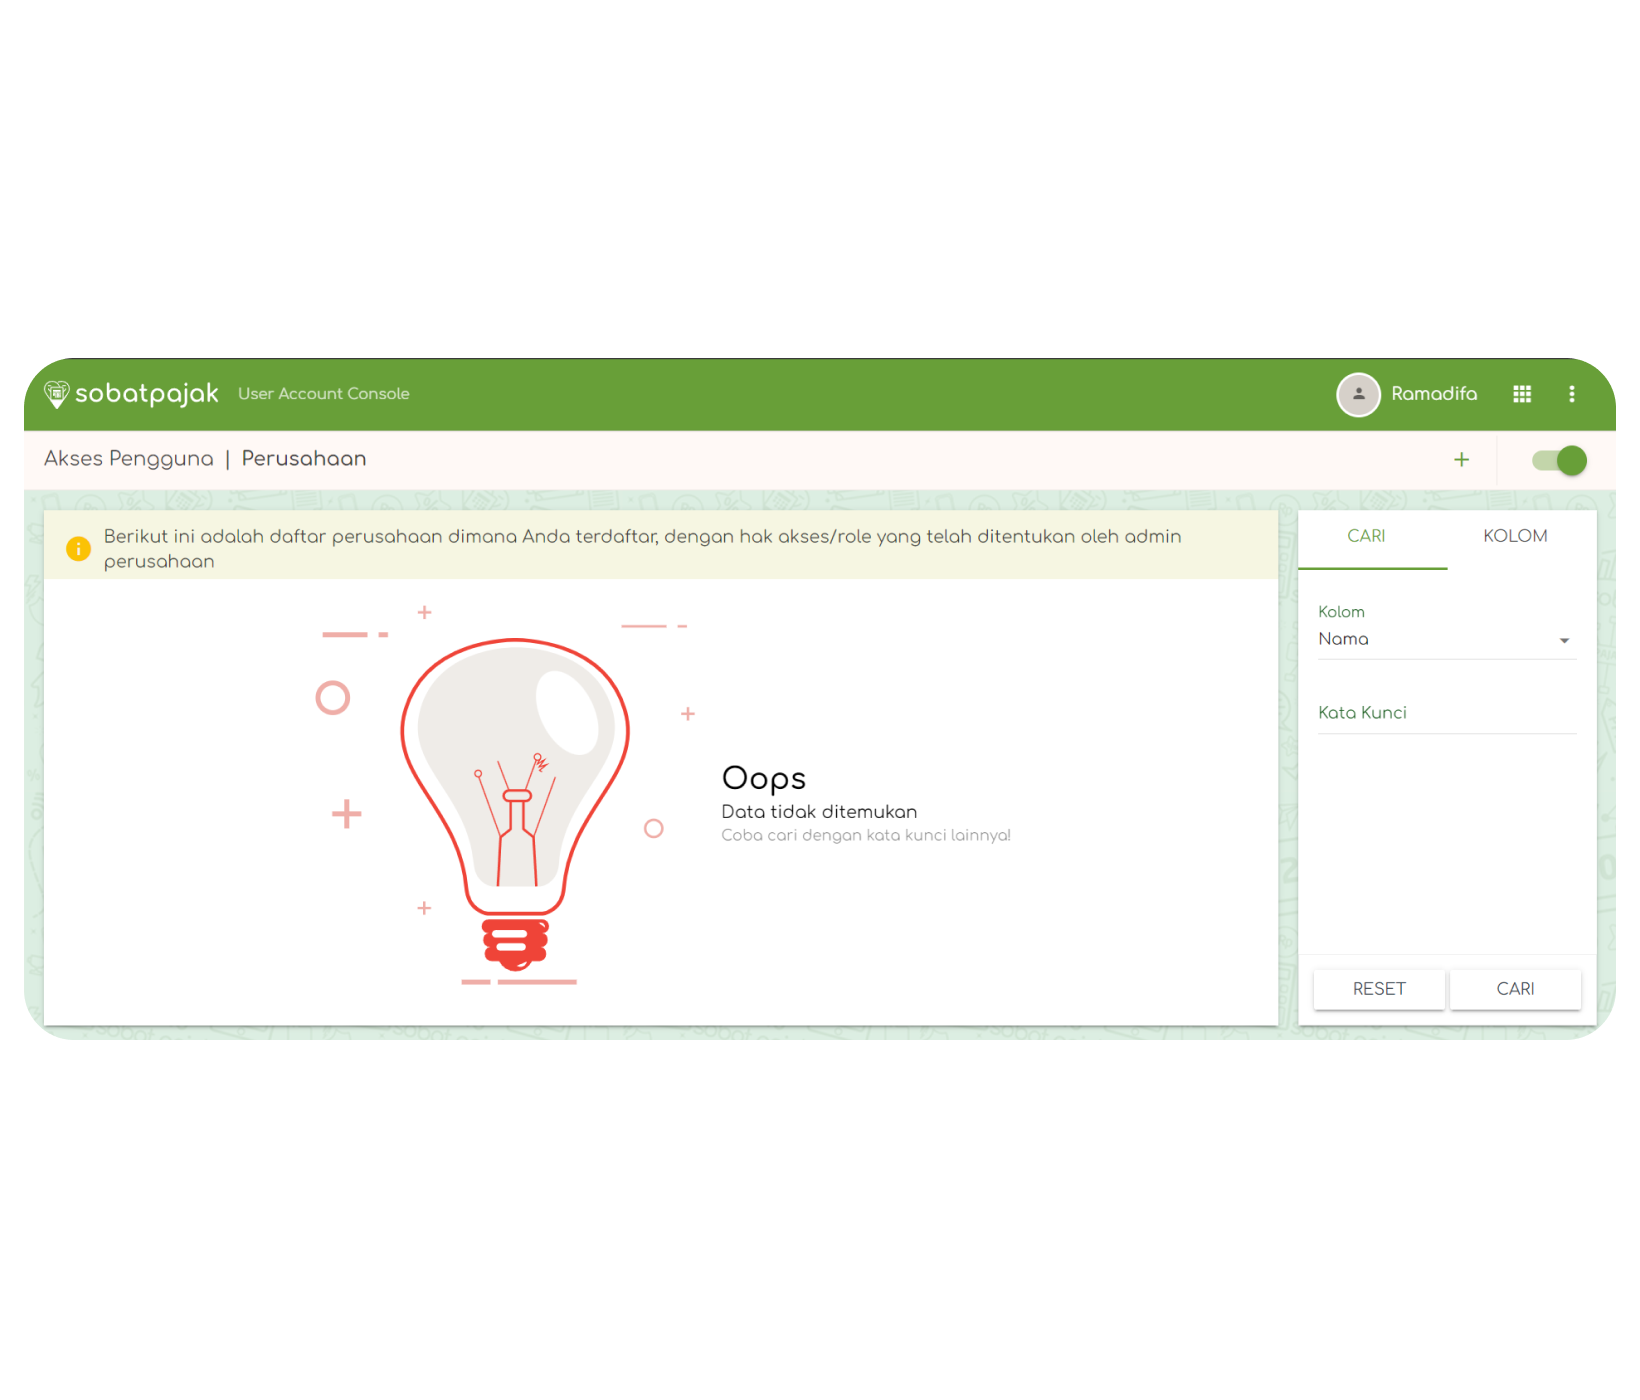 sobatpajak User Account Console
Ramadifa
Akses Pengguna | Perusahaan
Berikut ini adalah daftar perusahaan dimana Anda terdaftar, dengan hak akses/role yang telah ditentukan oleh admin
perusahaan
Oops
Data tidak ditemukan
Coba cari dengan kata kunci lainnya!
CARI KOLOM
Kolom
Nama
Kata Kunci
RESET CARI